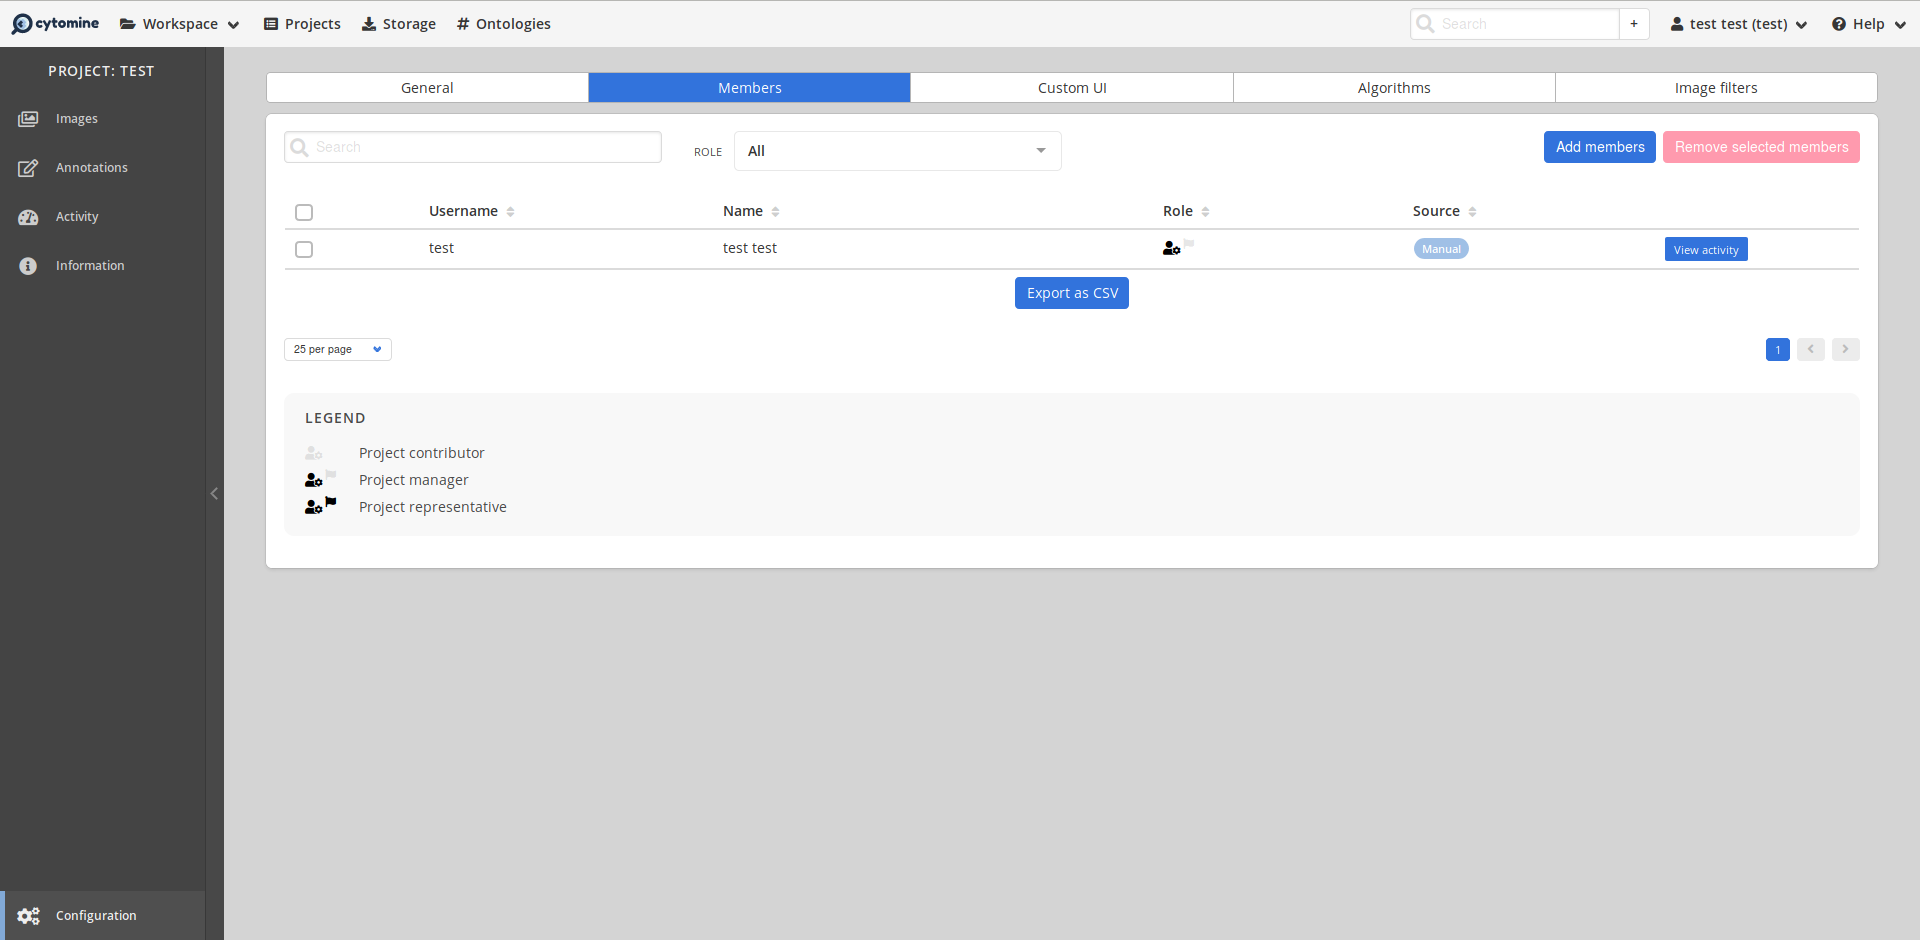 cytomine Workspace Projects Storage Ontologies Search + test test (test) Help
PROJECT: TEST
Images
Annotations
Activity
Information
Configuration
General Members Custom UI Algorithms Image filters
Search ROLE All Add members Remove selected members
Username Name Role Source
test test test Manual View activity
Export as CSV
25 per page 1
LEGEND
Project contributor
Project manager
Project representative